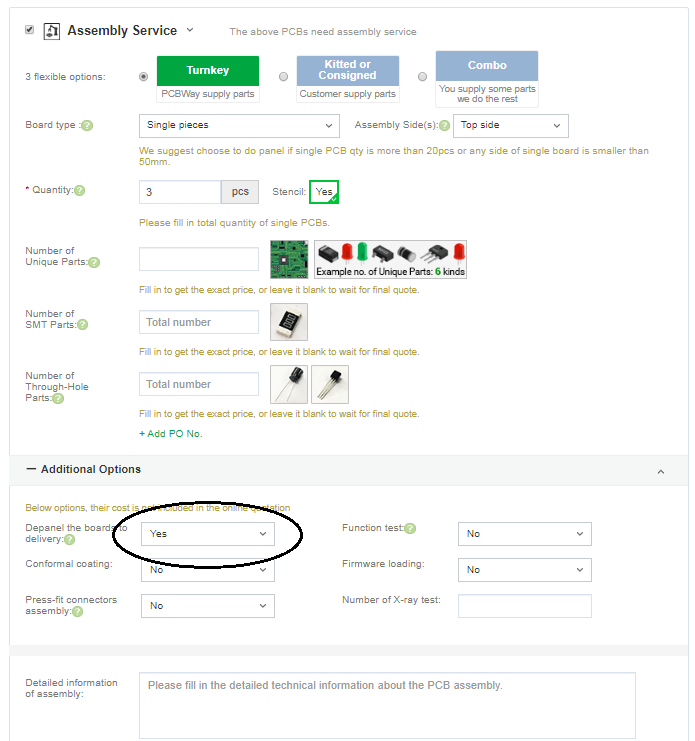 Assembly Service
The above PCBs need assembly service
3 flexible options:
Turnkey
PCBWay supply parts
Kitted or
Consigned
Customer supply parts
Combo
You supply some parts
we do the rest
Board type :?
Single pieces
Assembly Side(s):?
Top side
We suggest choose to do panel if single PCB qty is more than 20pcs or any side of single board is smaller than
50mm.
* Quantity:?
3
pcs
Stencil:
Yes
Please fill in total quantity of single PCBs.
Number of
Unique Parts:?
Example no. of Unique Parts: 6 kinds
Fill in to get the exact price, or leave it blank to wait for final quote.
Number of
SMT Parts:?
Total number
Fill in to get the exact price, or leave it blank to wait for final quote.
Number of
Through-Hole
Parts:?
Total number
Fill in to get the exact price, or leave it blank to wait for final quote.
+ Add PO No.
Additional Options
Below options, their cost is not included in the online quotation
Depanel the boards to
delivery:?
Yes
Function test:?
No
Conformal coating:
No
Firmware loading:
No
Press-fit connectors
assembly:?
No
Number of X-ray test:
Detailed information
of assembly:
Please fill in the detailed technical information about the PCB assembly.